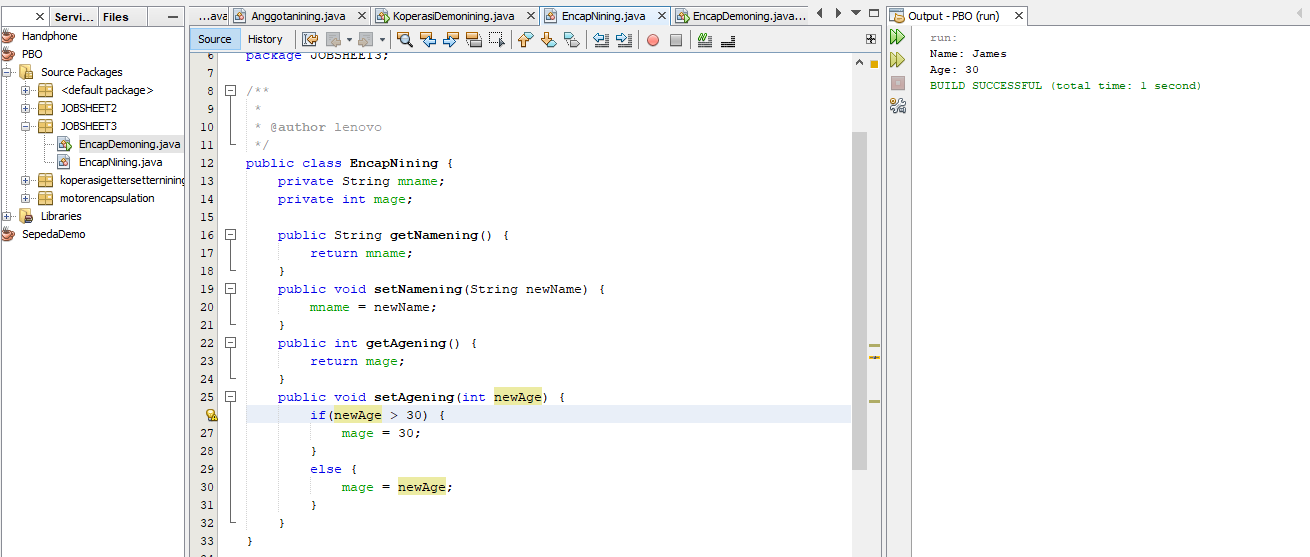 Servi...
Files
Handphone
PBO
Source Packages
<default package>
JOBSHEET2
JOBSHEET3
EncapDemoning.java
EncapNining.java
koperasigettersetternining
motorencapsulation
Libraries
SepedaDemo
...ava
Anggotanining.java
KoperasiDemonining.java
EncapNining.java
EncapDemoning.java...
Source
History
6 package JOBSHEET3;
7
8 /**
9 *
10 * @author lenovo
11 */
12 public class EncapNining {
13 private String mname;
14 private int mage;
15
16 public String getNamening() {
17 return mname;
18 }
19 public void setNamening(String newName) {
20 mname = newName;
21 }
22 public int getAgening() {
23 return mage;
24 }
25 public void setAgening(int newAge) {
if(newAge > 30) {
27 mage = 30;
28 }
29 else {
30 mage = newAge;
31 }
32 }
33 }
Output - PBO (run)
run:
Name: James
Age: 30
BUILD SUCCESSFUL (total time: 1 second)